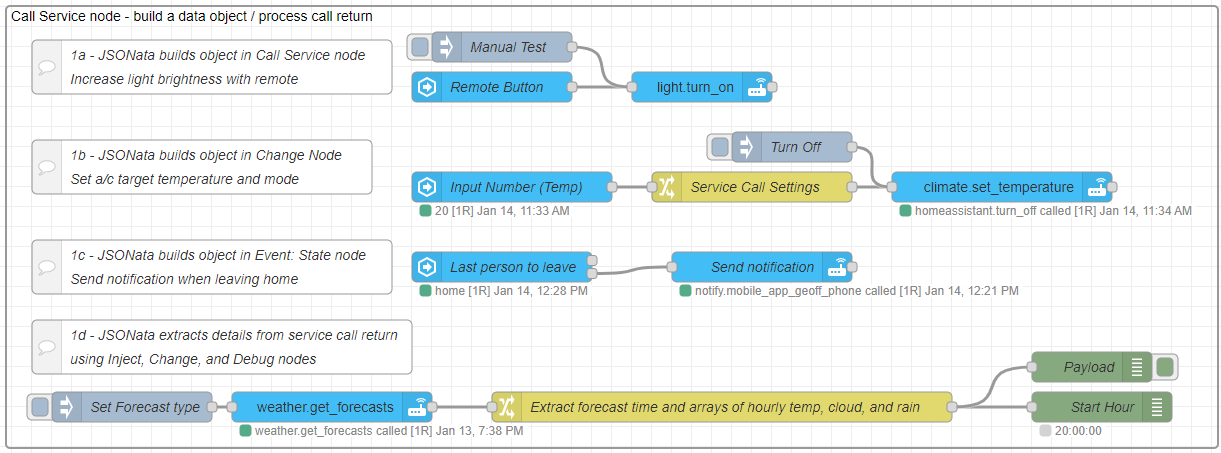 Call Service node - build a data object / process call return
1a - JSONata builds object in Call Service node
Increase light brightness with remote
Manual Test
Remote Button
light.turn_on
1b - JSONata builds object in Change Node
Set a/c target temperature and mode
Turn Off
Input Number (Temp)
Service Call Settings
climate.set_temperature
20 [1R] Jan 14, 11:33 AM
homeassistant.turn_off called [1R] Jan 14, 11:34 AM
1c - JSONata builds object in Event: State node
Send notification when leaving home
Last person to leave
Send notification
home [1R] Jan 14, 12:28 PM
notify.mobile_app_geoff_phone called [1R] Jan 14, 12:21 PM
1d - JSONata extracts details from service call return
using Inject, Change, and Debug nodes
Payload
Set Forecast type
weather.get_forecasts
Extract forecast time and arrays of hourly temp, cloud, and rain
Start Hour
weather.get_forecasts called [1R] Jan 13, 7:38 PM
20:00:00